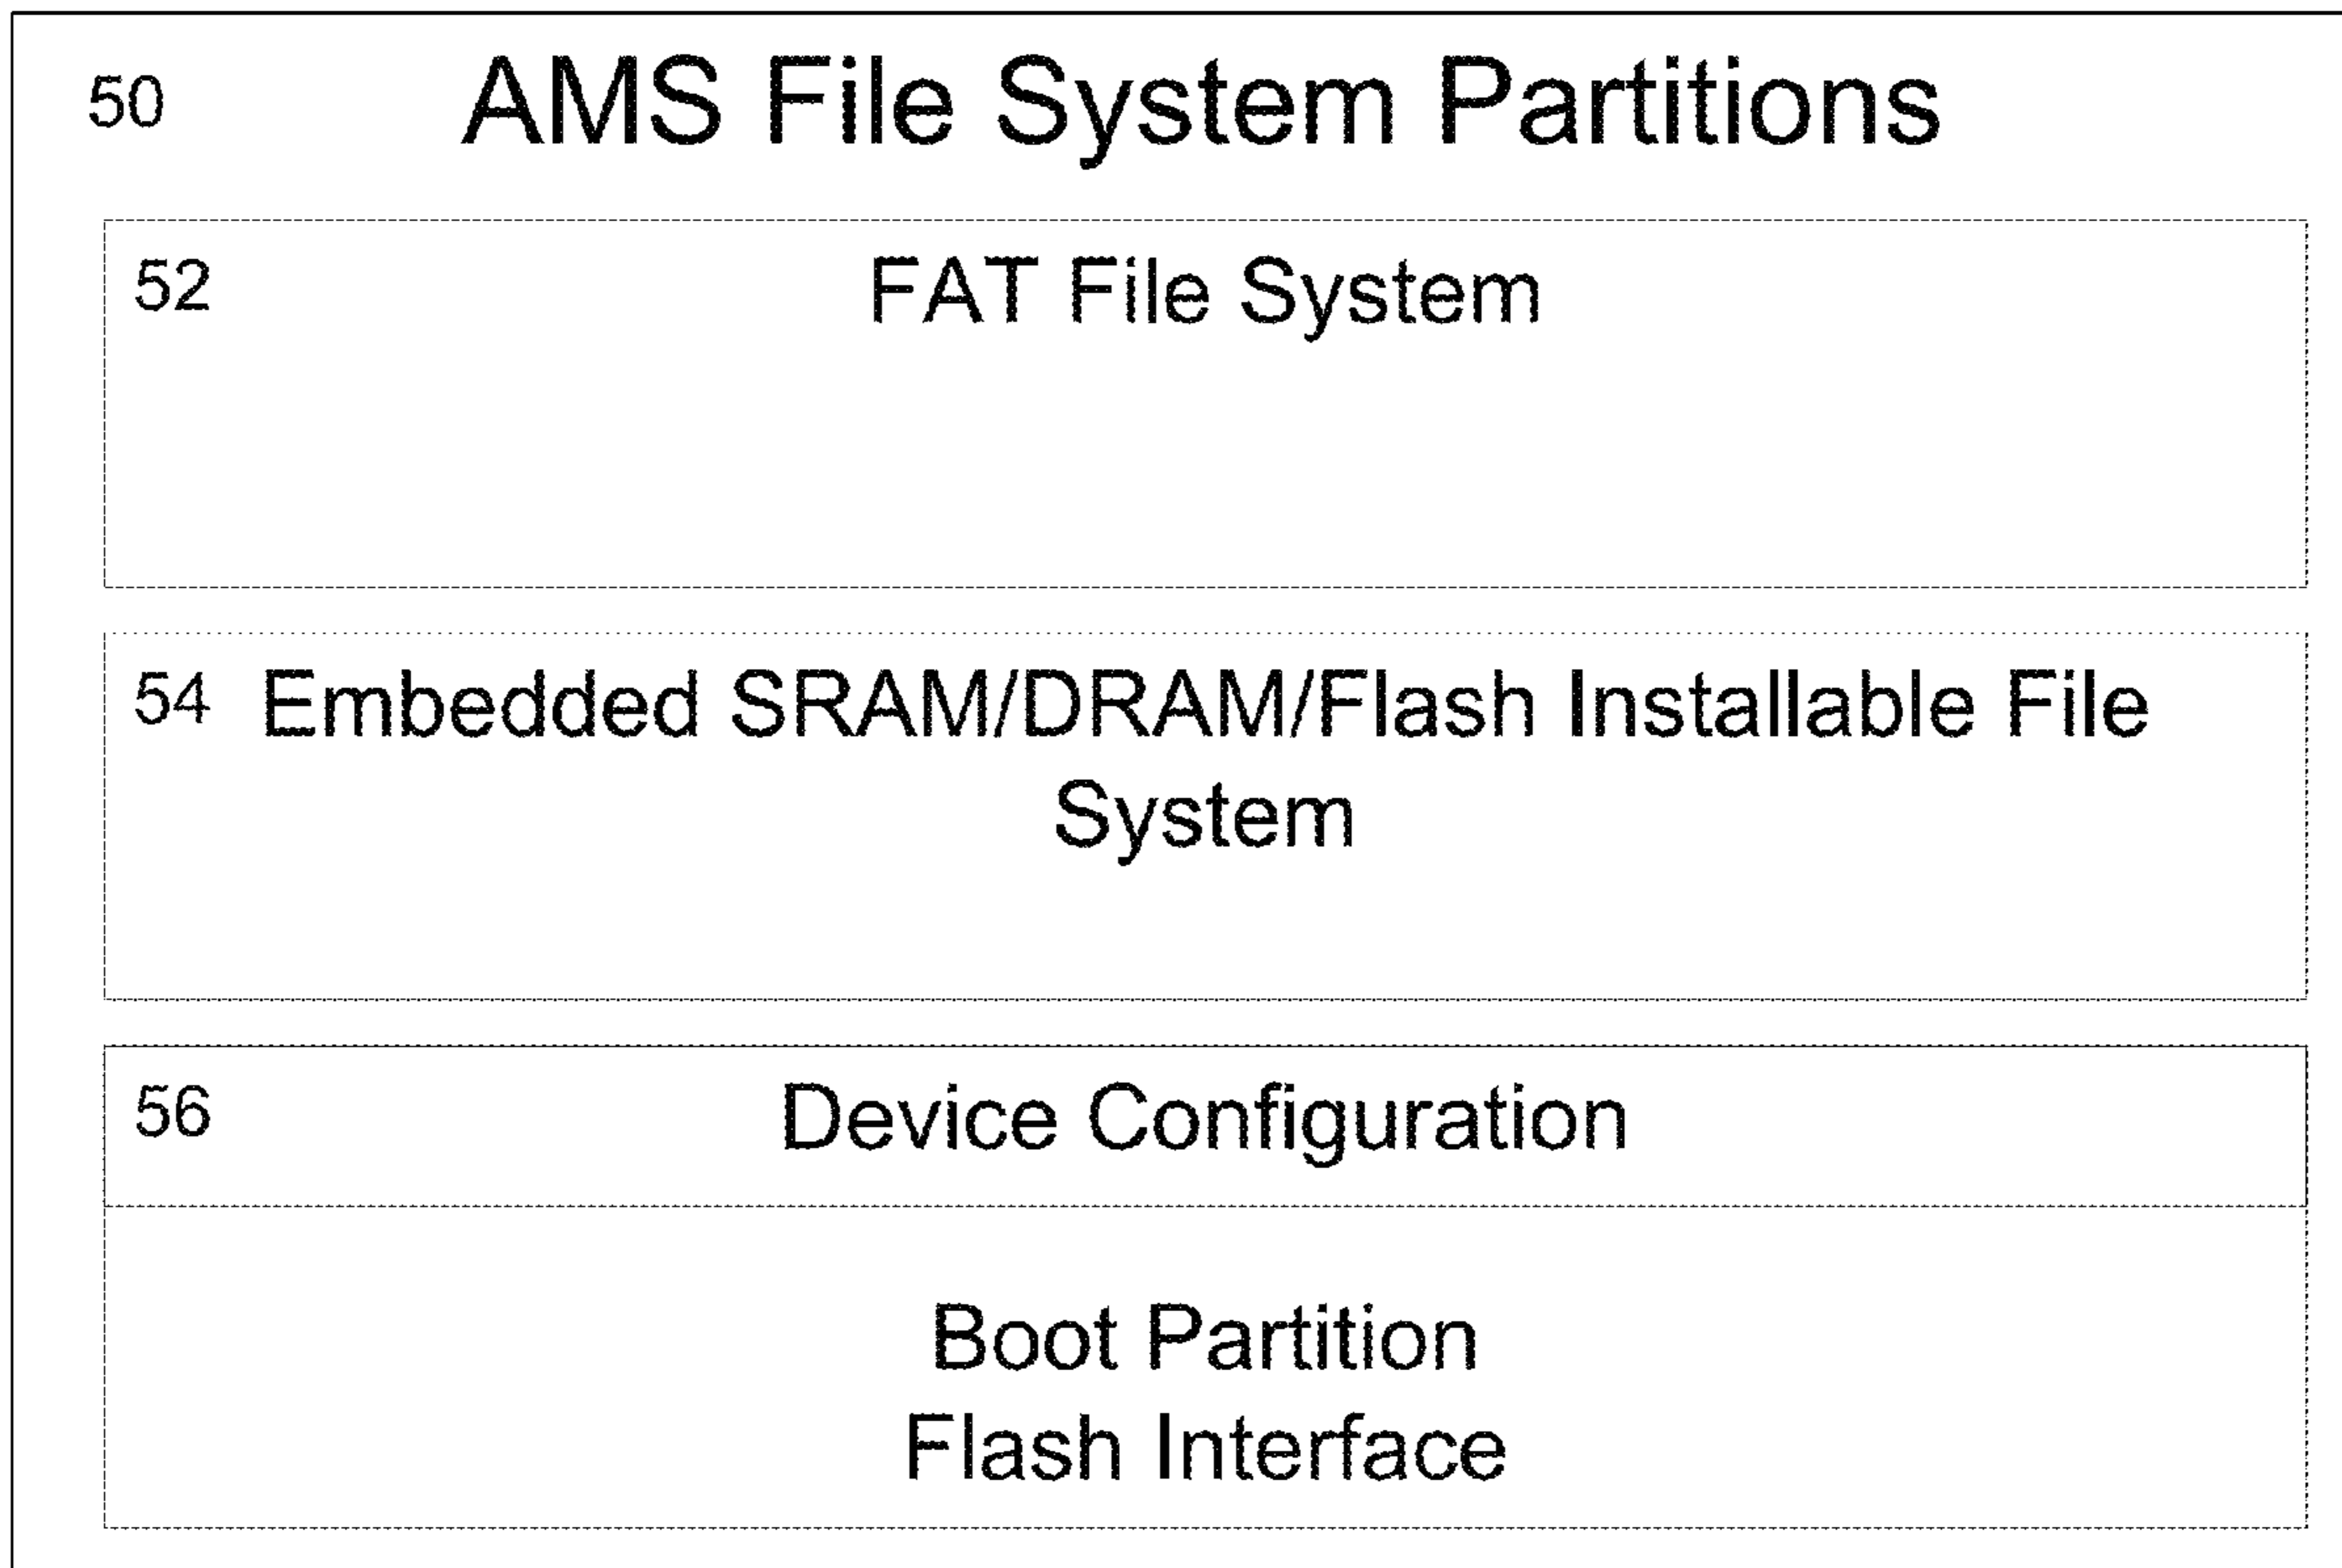 50 AMS File System Partitions
52 FAT File System
54 Embedded SRAM/DRAM/Flash Installable File
System
56 Device Configuration
Boot Partition
Flash Interface